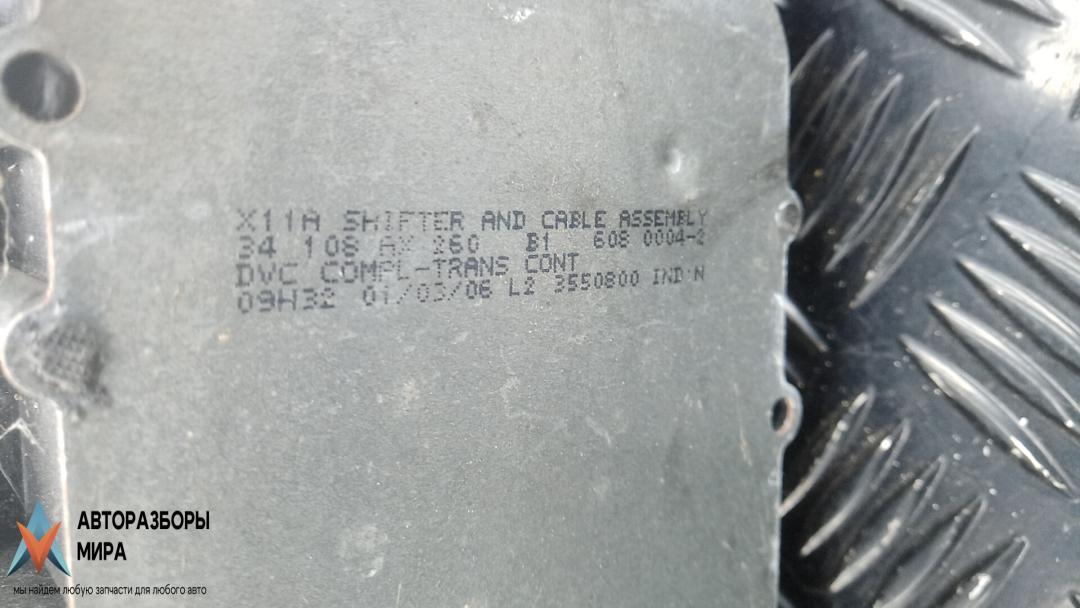 X11A SHIFTER AND CABLE ASSEMBLY
34 108 AX 260 B1 608 0004-2
DVC COMPL-TRANS CONT
09H32 01/03/06 L2 3550800 IND'N
АВТОРАЗБОРЫ
МИРА
мы найдем любую запчасти для любого авто